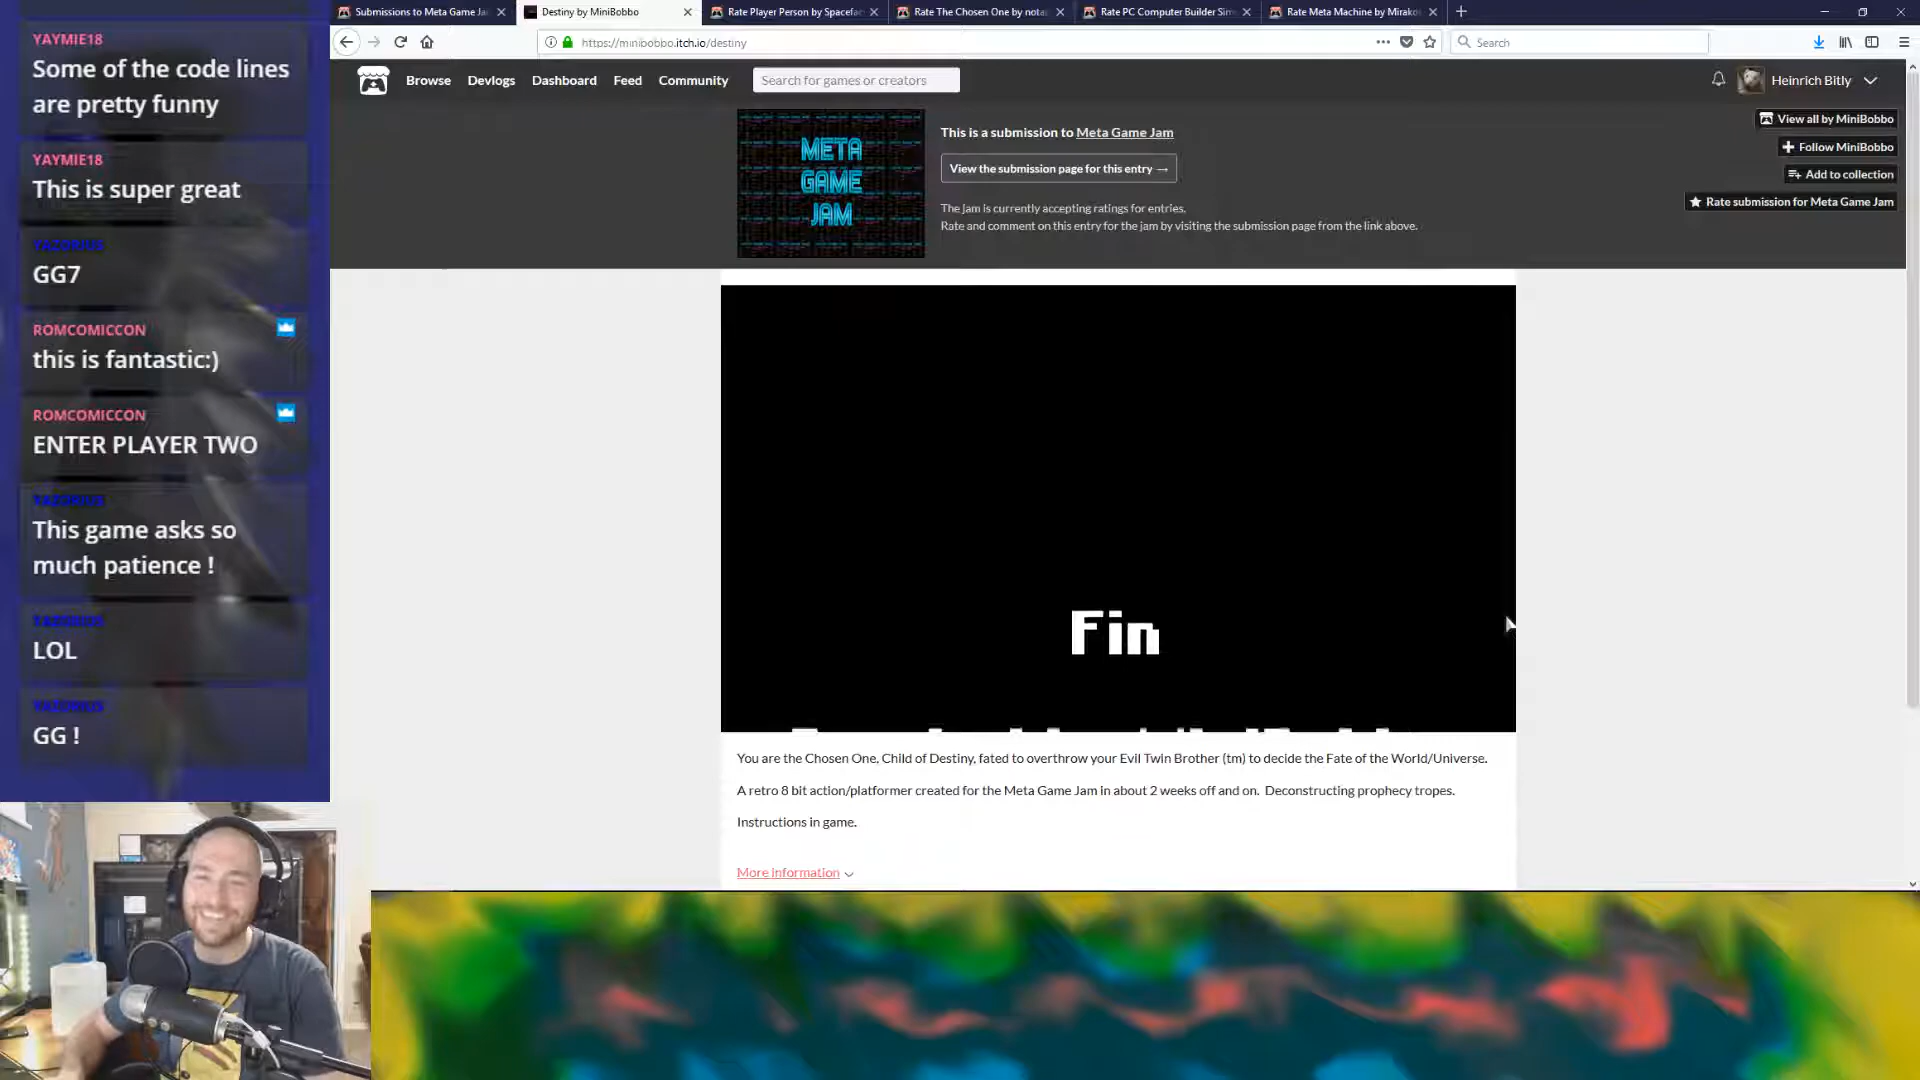 YAYMIE18
Some of the code lines
are pretty funny
YAYMIE18
This is super great
YAZORIUS
GG7
ROMCOMICCON
this is fantastic:)
ROMCOMICCON
ENTER PLAYER TWO
YAZORIUS
This game asks so
much patience !
YAZORIUS
LOL
YAZORIUS
GG !
Submissions to Meta Game Ja
Destiny by MiniBobbo
Rate Player Person by Spacefa
Rate The Chosen One by nota
Rate PC Computer Builder Sim
Rate Meta Machine by Mirako
https://minibobbo.itch.io/destiny
Search
Browse
Devlogs
Dashboard
Feed
Community
Search for games or creators
Heinrich Bitly
META
GAME
JAM
This is a submission to Meta Game Jam
View the submission page for this entry →
The Jam is currently accepting ratings for entries.
Rate and comment on this entry for the jam by visiting the submission page from the link above.
View all by MiniBobbo
Follow MiniBobbo
Add to collection
Rate submission for Meta Game Jam
Fin
You are the Chosen One, Child of Destiny, fated to overthrow your Evil Twin Brother (tm) to decide the Fate of the World/Universe.
A retro 8 bit action/platformer created for the Meta Game Jam in about 2 weeks off and on. Deconstructing prophecy tropes.
Instructions in game.
More information